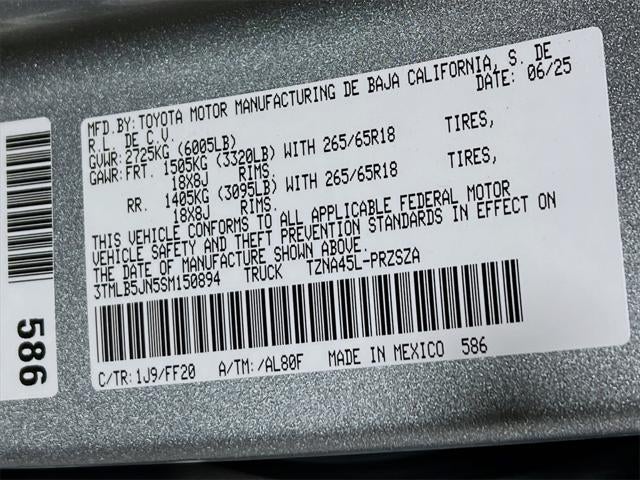 MFD.BY:TOYOTA MOTOR MANUFACTURING DE BAJA CALIFORNIA, S. DE
R.L. DE C.V. DATE: 06/25
GVWR:2725KG (6005LB)
GAWR:FRT. 1505KG (3320LB) WITH 265/65R18 TIRES,
18X8J RIMS.
RR. 1405KG (3095LB) WITH 265/65R18 TIRES,
18X8J RIMS.
THIS VEHICLE CONFORMS TO ALL APPLICABLE FEDERAL MOTOR
VEHICLE SAFETY AND THEFT PREVENTION STANDARDS IN EFFECT ON
THE DATE OF MANUFACTURE SHOWN ABOVE.
3TMLB5JN5SM150894 TRUCK TZNA45L-PRZSZA
C/TR:1J9/FF20 A/TM:/AL80F MADE IN MEXICO 586
586